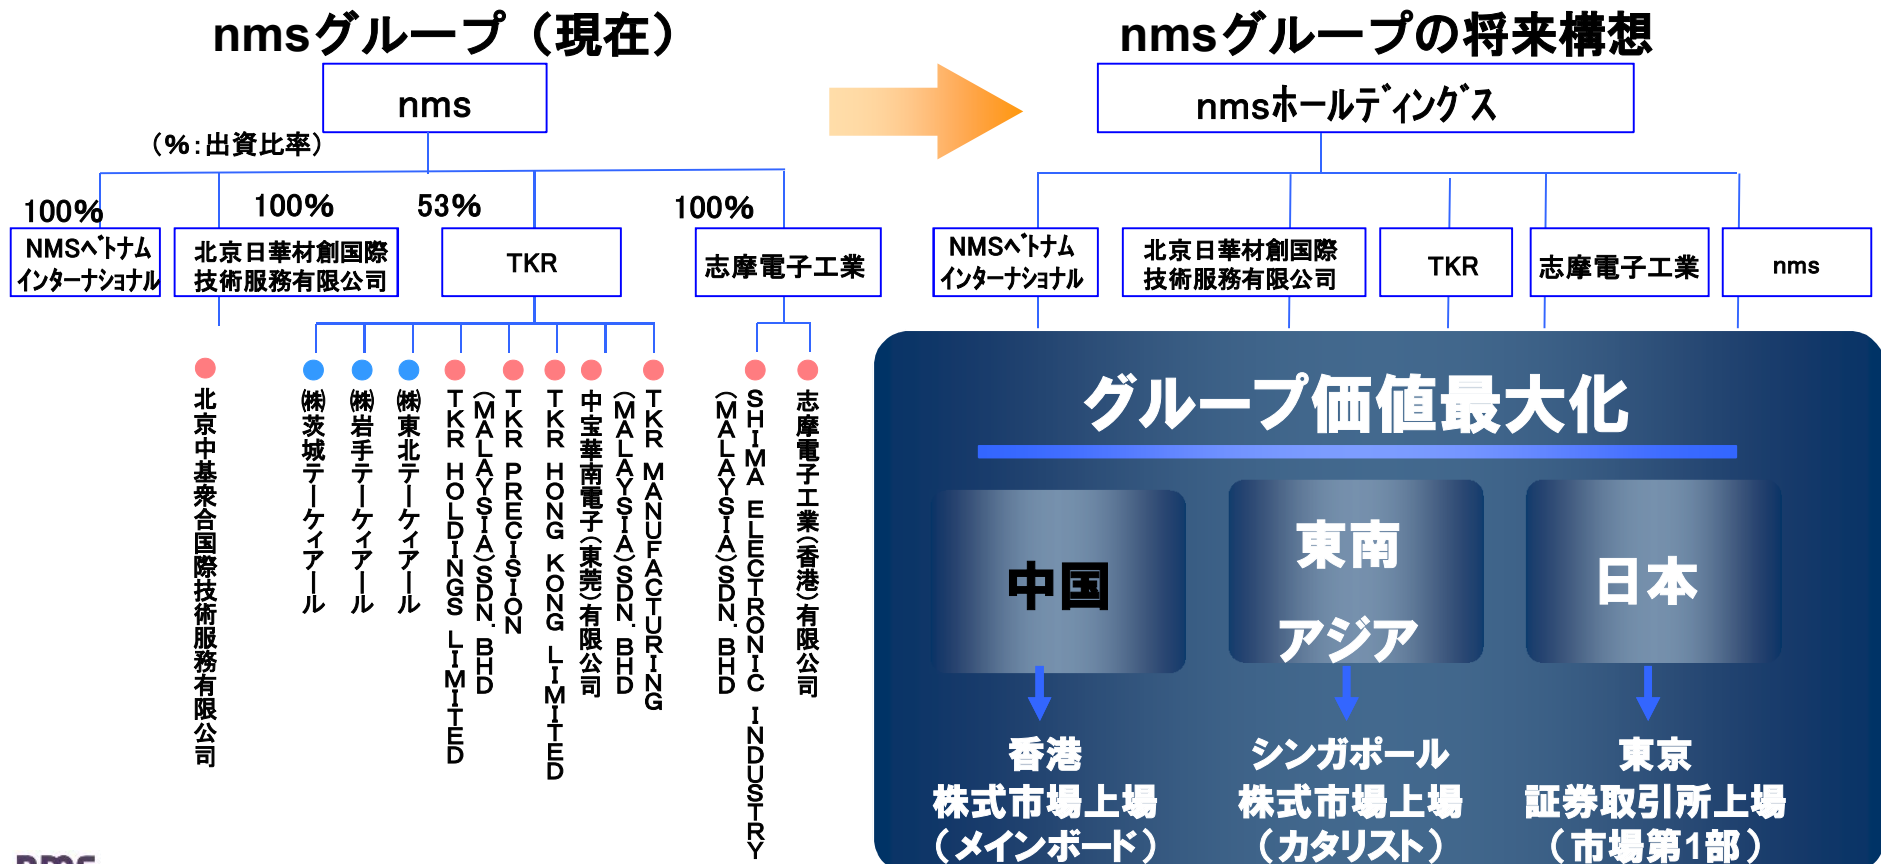 nmsグループ（現在）
nms
（％：出資比率）
100%
100%
53%
100%
NMSベトナム
インターナショナル
北京日華材創国際
技術服務有限公司
TKR
志摩電子工業
北京中基衆合国際技術服務有限公司
㈱茨城テーケィアール
㈱岩手テーケィアール
㈱東北テーケィアール
TKR HOLDINGS LIMITED
TKR PRECISION
(MALAYSIA)SDN.BHD
TKR HONG KONG LIMITED
中宝華南電子(東莞)有限公司
TKR MANUFACTURING
(MALAYSIA)SDN.BHD
SHIMA ELECTRONIC INDUSTRY
(MALAYSIA)SDN.BHD
志摩電子工業(香港)有限公司
nms
nmsグループの将来構想
nmsホールディングス
NMSベトナム
インターナショナル
北京日華材創国際
技術服務有限公司
TKR
志摩電子工業
nms
グループ価値最大化
中国
東南
アジア
日本
香港
株式市場上場
（メインボード）
シンガポール
株式市場上場
（カタリスト）
東京
証券取引所上場
（市場第1部）